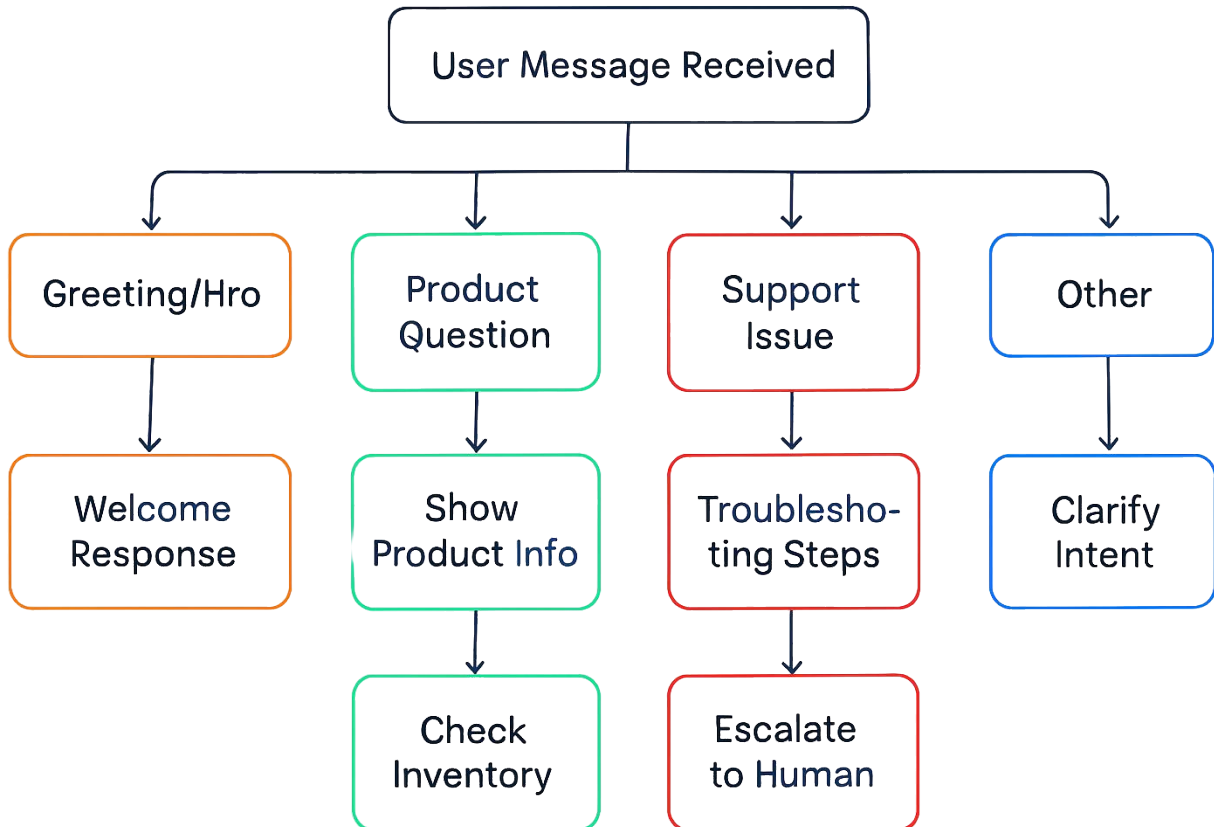 User Message Received
Greeting/Hro
Product
Question
Support
Issue
Other
Welcome
Response
Show
Product Info
Troublesho-
ting Steps
Clarify
Intent
Check
Inventory
Escalate
to Human